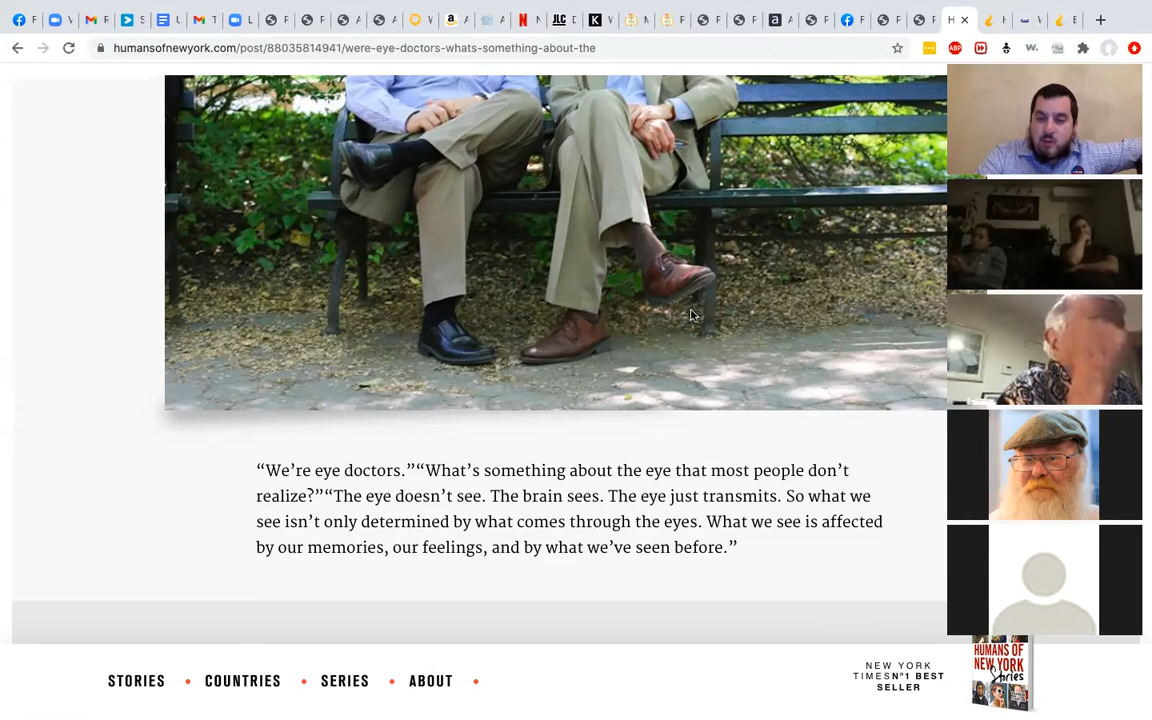 F V R S U T L F F A A W A A N JLC C K W M F F F a A F F F H × H V E +
humansofnewyork.com/post/88035814941/were-eye-doctors-whats-something-about-the
ABP W.
“We’re eye doctors.”“What’s something about the eye that most people don’t
realize?”“The eye doesn’t see. The brain sees. The eye just transmits. So what we
see isn’t only determined by what comes through the eyes. What we see is affected
by our memories, our feelings, and by what we’ve seen before.”
STORIES • COUNTRIES • SERIES • ABOUT •
NEW YORK
TIMES Nº1 BEST
SELLER
HUMANS OF
NEW YORK
Stories